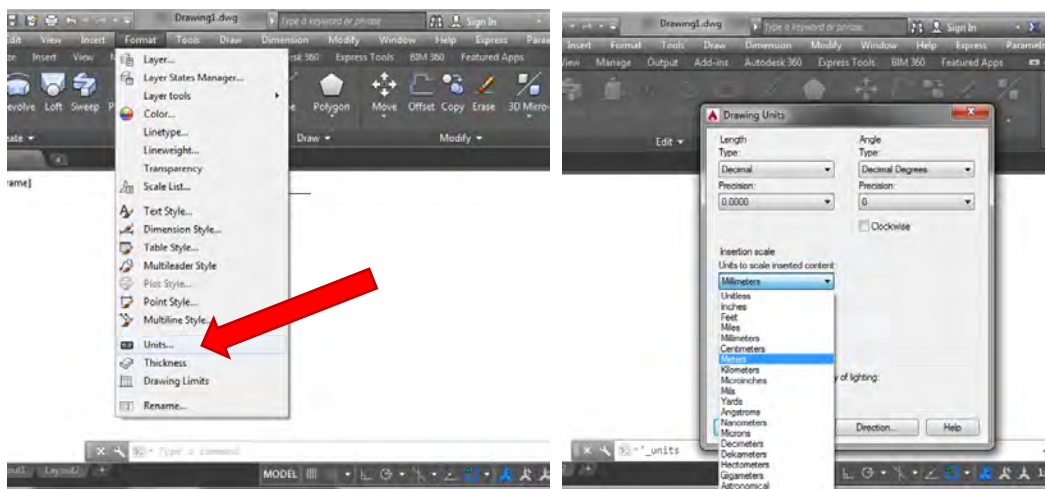 Drawing1.dwg
Type a keyword or phrase
Sign In
Edit View Insert Format Tools Draw Dimension Modify Window Help Express
Insert View
Express Tools BIM 360 Featured Apps
Loft Sweep
Polygon Move Offset Copy Erase
Draw
Modify
Layer...
Layer States Manager...
Layer tools
Color...
Linetype...
Lineweight...
Transparency
Scale List...
Text Style...
Dimension Style...
Table Style...
Multileader Style
Plot Style...
Point Style...
Multiline Style...
Units...
Thickness
Drawing Limits
Rename...
Type a command
Layout2
MODEL
Drawing1.dwg
Type a keyword or phrase
Sign In
Insert Format Tools Draw Dimension Modify Window Help Express
Manage Output Add-ins Autodesk 360 Express Tools BIM 360 Featured Apps
Edit
Drawing Units
Length
Type:
Decimal
Precision:
0.0000
Angle
Type:
Decimal Degrees
Precision:
0
Clockwise
Insertion scale
Units to scale inserted content:
Millimeters
Unitless
Inches
Feet
Miles
Millimeters
Centimeters
Meters
Kilometers
Microinches
Mils
Yards
Angstroms
Nanometers
Microns
Decimeters
Dekameters
Hectometers
Gigameters
Astronomical
y of lighting:
Direction...
Help
'_units